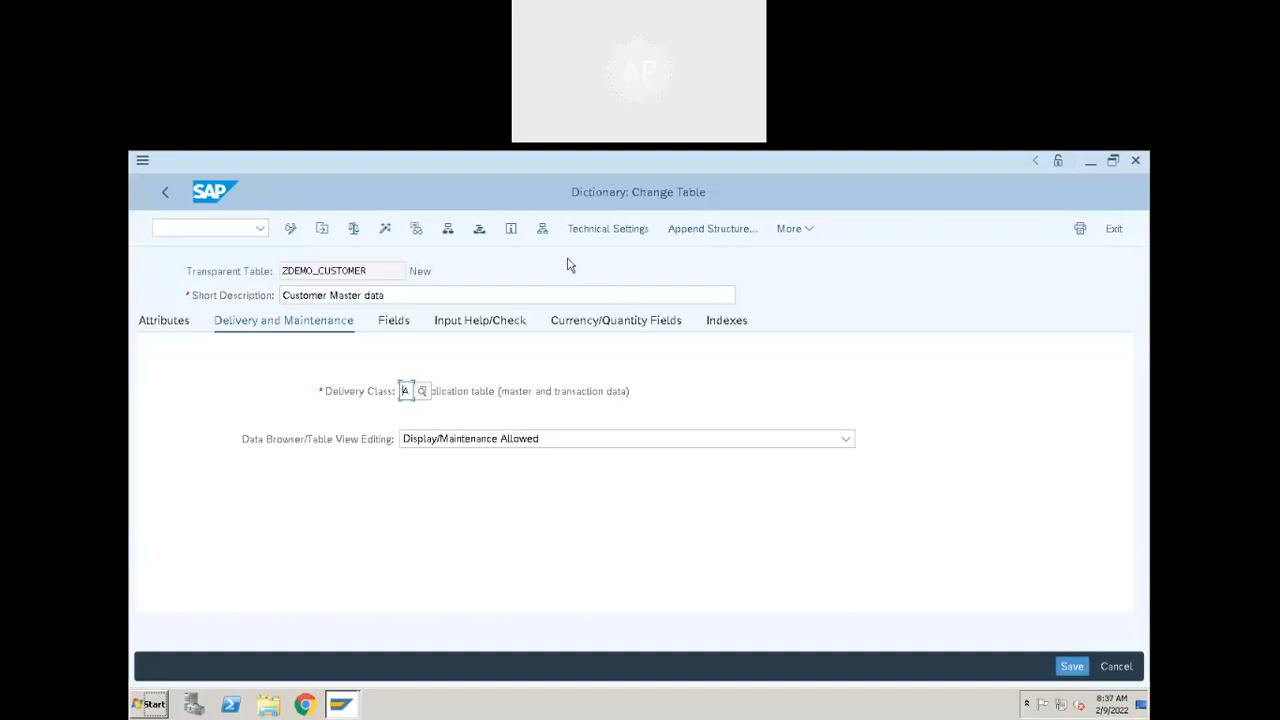 AP
SAP
Dictionary: Change Table
Technical Settings
Append Structure...
More
Exit
Transparent Table: ZDEMO_CUSTOMER New
* Short Description: Customer Master data
Attributes
Delivery and Maintenance
Fields
Input Help/Check
Currency/Quantity Fields
Indexes
* Delivery Class: A plication table (master and transaction data)
Data Browser/Table View Editing: Display/Maintenance Allowed
Save
Cancel
Start
8:37 AM
2/9/2022